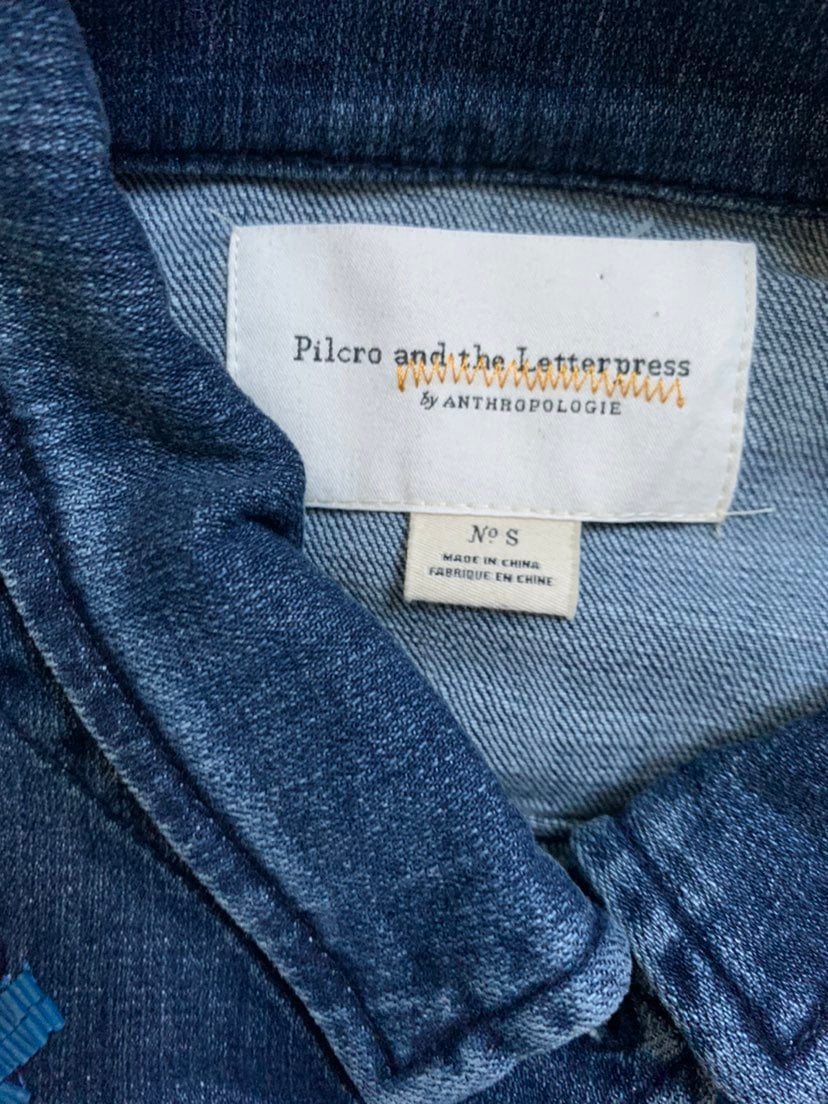 Pilcro and the Letterpress
by ANTHROPOLOGIE
Nº S
MADE IN CHINA
FABRIQUE EN CHINE